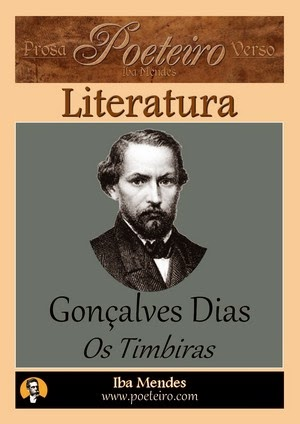 Prosa Poeteiro Verso
Iba Mendes
Literatura
Gonçalves Dias
Os Timbiras
Iba Mendes
www.poeteiro.com